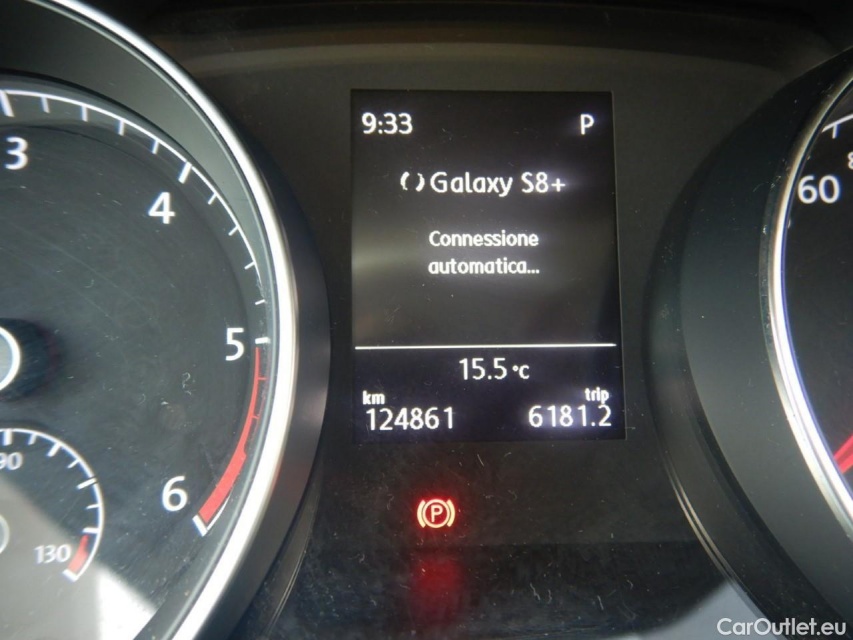 9:33 P
Galaxy S8+
Connessione
automatica...
15.5 °C
km trip
124861 6181.2
3
4
5
6
90
130
60
8
P
CarOutlet.eu